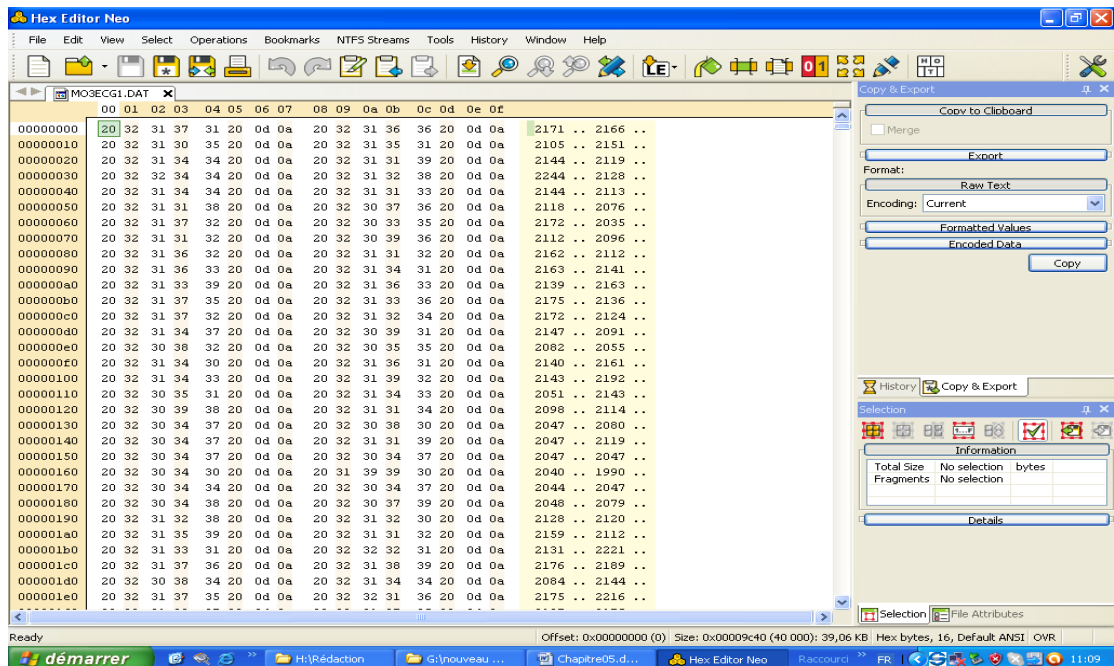 Hex Editor Neo
File Edit View Select Operations Bookmarks NTFS Streams Tools History Window Help
MO3ECG1.DAT
00 01 02 03 04 05 06 07 08 09 0a 0b 0c 0d 0e 0f
00000000 20 32 31 37 31 20 0d 0a 20 32 31 36 36 20 0d 0a 2171 .. 2166 ..
00000010 20 32 31 30 35 20 0d 0a 20 32 31 35 31 20 0d 0a 2105 .. 2151 ..
00000020 20 32 31 34 34 20 0d 0a 20 32 31 31 39 20 0d 0a 2144 .. 2119 ..
00000030 20 32 32 34 34 20 0d 0a 20 32 31 32 38 20 0d 0a 2244 .. 2128 ..
00000040 20 32 31 34 34 20 0d 0a 20 32 31 31 33 20 0d 0a 2144 .. 2113 ..
00000050 20 32 31 31 38 20 0d 0a 20 32 30 37 36 20 0d 0a 2118 .. 2076 ..
00000060 20 32 31 37 32 20 0d 0a 20 32 30 33 35 20 0d 0a 2172 .. 2035 ..
00000070 20 32 31 31 32 20 0d 0a 20 32 30 39 36 20 0d 0a 2112 .. 2096 ..
00000080 20 32 31 36 32 20 0d 0a 20 32 31 31 32 20 0d 0a 2162 .. 2112 ..
00000090 20 32 31 36 33 20 0d 0a 20 32 31 34 31 20 0d 0a 2163 .. 2141 ..
000000a0 20 32 31 33 39 20 0d 0a 20 32 31 36 33 20 0d 0a 2139 .. 2163 ..
000000b0 20 32 31 37 35 20 0d 0a 20 32 31 33 36 20 0d 0a 2175 .. 2136 ..
000000c0 20 32 31 37 32 20 0d 0a 20 32 31 32 34 20 0d 0a 2172 .. 2124 ..
000000d0 20 32 31 34 37 20 0d 0a 20 32 30 39 31 20 0d 0a 2147 .. 2091 ..
000000e0 20 32 30 38 32 20 0d 0a 20 32 30 35 35 20 0d 0a 2082 .. 2055 ..
000000f0 20 32 31 34 30 20 0d 0a 20 32 31 36 31 20 0d 0a 2140 .. 2161 ..
00000100 20 32 31 34 33 20 0d 0a 20 32 31 39 32 20 0d 0a 2143 .. 2192 ..
00000110 20 32 30 35 31 20 0d 0a 20 32 31 34 33 20 0d 0a 2051 .. 2143 ..
00000120 20 32 30 39 38 20 0d 0a 20 32 31 31 34 20 0d 0a 2098 .. 2114 ..
00000130 20 32 30 34 37 20 0d 0a 20 32 30 38 30 20 0d 0a 2047 .. 2080 ..
00000140 20 32 30 34 37 20 0d 0a 20 32 31 31 39 20 0d 0a 2047 .. 2119 ..
00000150 20 32 30 34 37 20 0d 0a 20 32 30 34 37 20 0d 0a 2047 .. 2047 ..
00000160 20 32 30 34 30 20 0d 0a 20 31 39 39 30 20 0d 0a 2040 .. 1990 ..
00000170 20 32 30 34 34 20 0d 0a 20 32 30 34 37 20 0d 0a 2044 .. 2047 ..
00000180 20 32 30 34 38 20 0d 0a 20 32 30 37 39 20 0d 0a 2048 .. 2079 ..
00000190 20 32 31 32 38 20 0d 0a 20 32 31 32 30 20 0d 0a 2128 .. 2120 ..
000001a0 20 32 31 35 39 20 0d 0a 20 32 31 31 32 20 0d 0a 2159 .. 2112 ..
000001b0 20 32 31 33 31 20 0d 0a 20 32 32 32 31 20 0d 0a 2131 .. 2221 ..
000001c0 20 32 31 37 36 20 0d 0a 20 32 31 38 39 20 0d 0a 2176 .. 2189 ..
000001d0 20 32 30 38 34 20 0d 0a 20 32 31 34 34 20 0d 0a 2084 .. 2144 ..
000001e0 20 32 31 37 35 20 0d 0a 20 32 32 31 36 20 0d 0a 2175 .. 2216 ..
Copy & Export
Copy to Clipboard
Merge
Export
Format:
Raw Text
Encoding: Current
Formatted Values
Encoded Data
Copy
History Copy & Export
Selection
Information
Total Size No selection bytes
Fragments No selection
Details
Selection File Attributes
Ready Offset: 0x00000000 (0) Size: 0x00009c40 (40 000): 39,06 KB Hex bytes, 16, Default ANSI OVR
démarrer H:\Rédaction G:\nouveau ... Chapitre05.d... Hex Editor Neo Raccourci FR 11:09